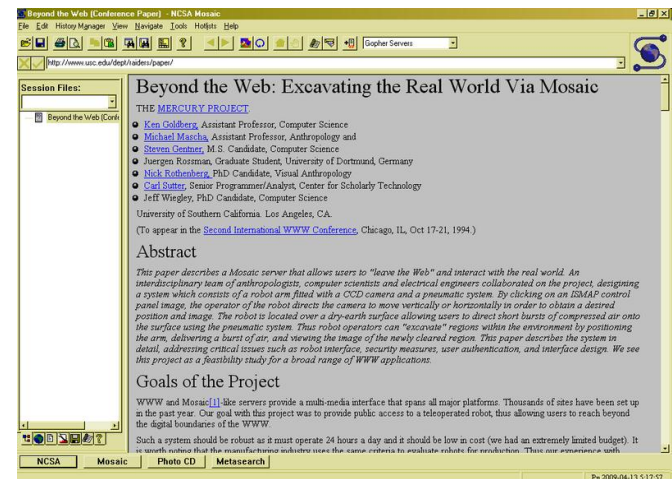 Beyond the Web (Conference Paper) - NCSA Mosaic
File Edit History Manager View Navigate Tools Hotlists Help
Gopher Servers
http://www.usc.edu/dept/raiders/paper/
Session Files:
Beyond the Web (Confe
Beyond the Web: Excavating the Real World Via Mosaic
THE MERCURY PROJECT.
Ken Goldberg, Assistant Professor, Computer Science
Michael Mascha, Assistant Professor, Anthropology and
Steven Gentner, M.S. Candidate, Computer Science
Juergen Rossman, Graduate Student, University of Dortmund, Germany
Nick Rothenberg, PhD Candidate, Visual Anthropology
Carl Sutter, Senior Programmer/Analyst, Center for Scholarly Technology
Jeff Wiegley, PhD Candidate, Computer Science
University of Southern California. Los Angeles, CA.
(To appear in the Second International WWW Conference, Chicago, IL, Oct 17-21, 1994.)
Abstract
This paper describes a Mosaic server that allows users to "leave the Web" and interact with the real world. An
interdisciplinary team of anthropologists, computer scientists and electrical engineers collaborated on the project, desigining
a system which consists of a robot arm fitted with a CCD camera and a pneumatic system. By clicking on an ISMAP control
panel image, the operator of the robot directs the camera to move vertically or horizontally in order to obtain a desired
position and image. The robot is located over a dry-earth surface allowing users to direct short bursts of compressed air onto
the surface using the pneumatic system. Thus robot operators can "excavate" regions within the environment by positioning
the arm, delivering a burst of air, and viewing the image of the newly cleared region. This paper describes the system in
detail, addressing critical issues such as robot interface, security measures, user authentication, and interface design. We see
this project as a feasibility study for a broad range of WWW applications.
Goals of the Project
WWW and Mosaic[1]-like servers provide a multi-media interface that spans all major platforms. Thousands of sites have been set up
in the past year. Our goal with this project was to provide public access to a teleoperated robot, thus allowing users to reach beyond
the digital boundaries of the WWW.
Such a system should be robust as it must operate 24 hours a day and it should be low in cost (we had an extremely limited budget). It
is worth noting that the manufacturing industry uses the same criteria to evaluate robots for production. Thus our experience with
NCSA Mosaic Photo CD Metasearch
Pn 2009-04-13 5:17:57